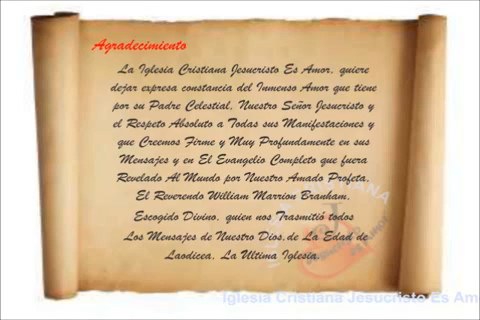 Agradecimiento
La Iglesia Cristiana Jesucristo Es Amor, quiere
dejar expresa constancia del Inmenso Amor que tiene
por su Padre Celestial, Nuestro Señor Jesucristo y
el Respeto Absoluto a Todas sus Manifestaciones y
que Creemos Firme y Muy Profundamente en sus
Mensajes y en El Evangelio Completo que fuera
Revelado Al Mundo por Nuestro Amado Profeta,
El Reverendo William Marrion Branham,
Escogido Divino, quien nos Trasmitió todos
Los Mensajes de Nuestro Dios, de La Edad de
Laodicea, La Ultima Iglesia.
CRISTIANA
Iglesia Cristiana Jesucristo Es Am